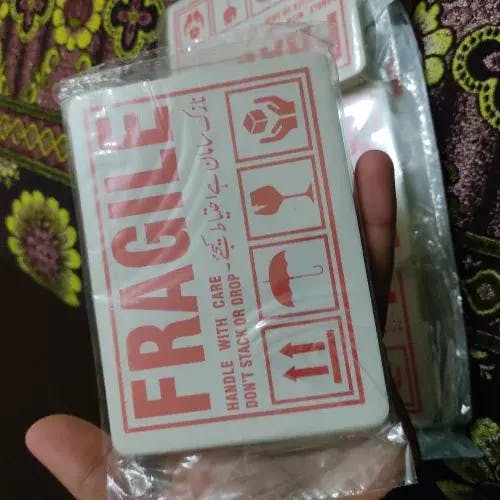 FRAGILE
نازک سامان ہے احتیاط کیجئے
HANDLE WITH CARE
DON'T STACK OR DROP